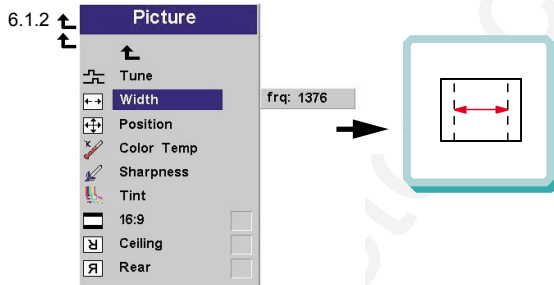 6.1.2
Picture
Tune
Width
frq: 1376
Position
Color Temp
Sharpness
Tint
16:9
Ceiling
Rear